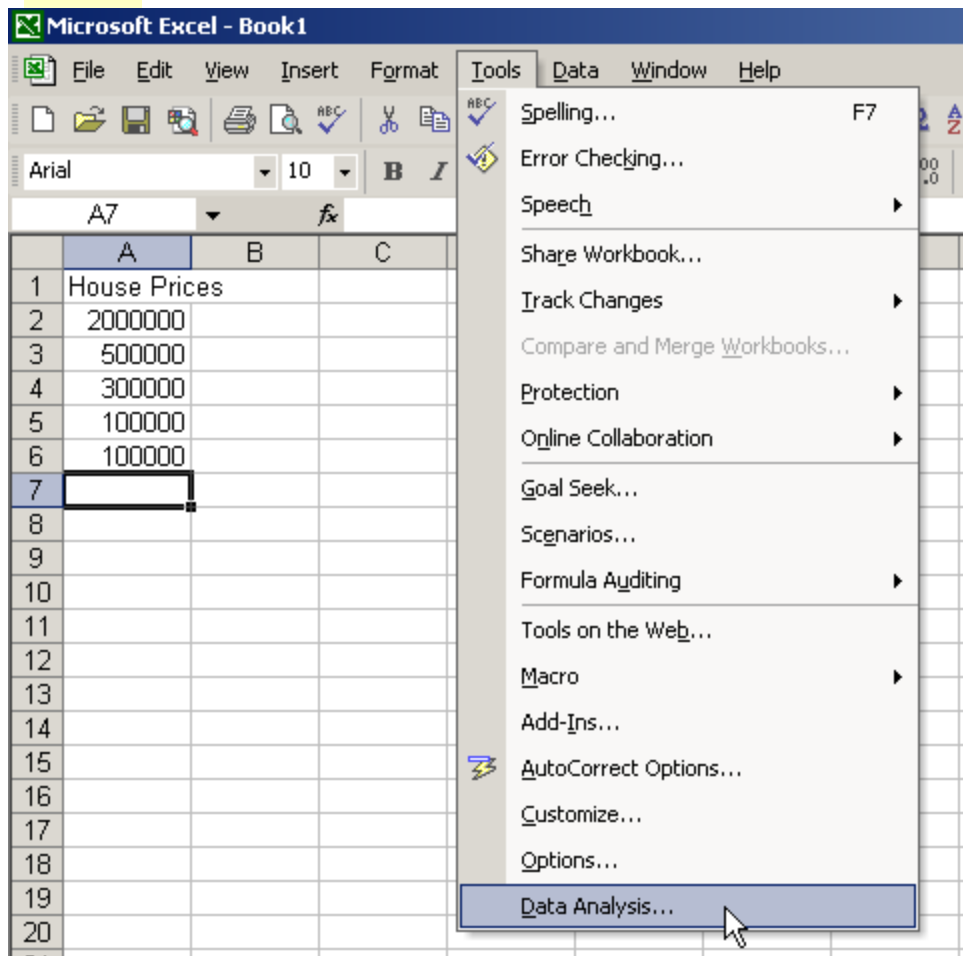 Microsoft Excel - Book1
File Edit View Insert Format Tools Data Window Help
ABC ABC
Arial 10 B I
A7 fx
A B C
1 House Prices
2 2000000
3 500000
4 300000
5 100000
6 100000
7
8
9
10
11
12
13
14
15
16
17
18
19
20
Spelling... F7
Error Checking...
Speech
Share Workbook...
Track Changes
Compare and Merge Workbooks...
Protection
Online Collaboration
Goal Seek...
Scenarios...
Formula Auditing
Tools on the Web...
Macro
Add-Ins...
AutoCorrect Options...
Customize...
Options...
Data Analysis...